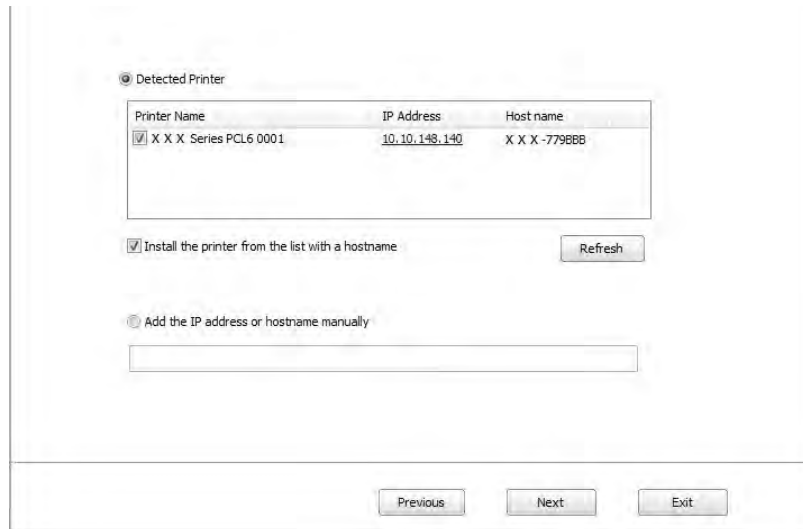 Detected Printer
Printer Name IP Address Host name
X X X Series PCL6 0001 10.10.148.140 X X X -779BBB
Install the printer from the list with a hostname
Refresh
Add the IP address or hostname manually
Previous Next Exit